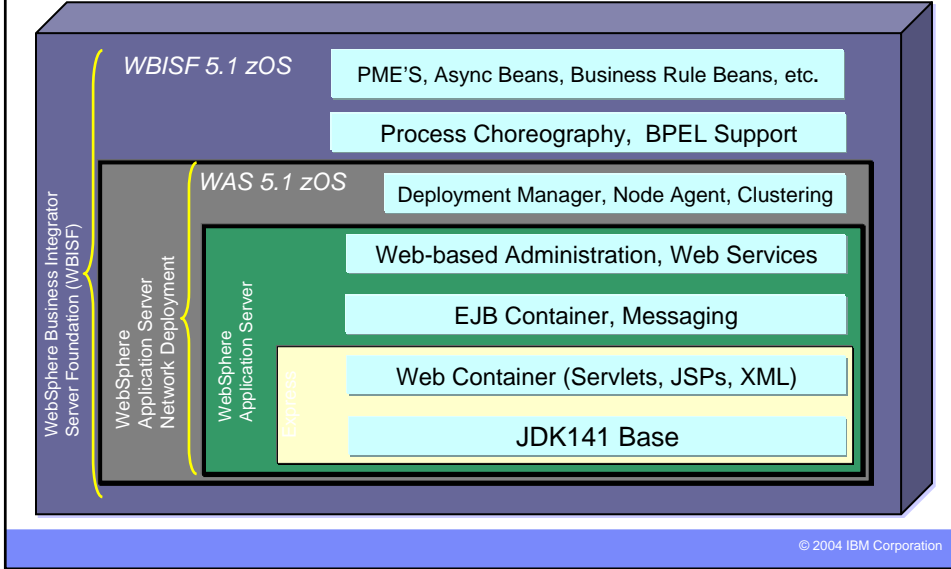 WBISF 5.1 zOS
PME'S, Async Beans, Business Rule Beans, etc.
Process Choreography, BPEL Support
WAS 5.1 zOS
Deployment Manager, Node Agent, Clustering
Web-based Administration, Web Services
EJB Container, Messaging
Web Container (Servlets, JSPs, XML)
JDK141 Base
WebSphere Business Integrator
Server Foundation (WBISF)
WebSphere
Application Server
Network Deployment
WebSphere
Application Server
Express
© 2004 IBM Corporation